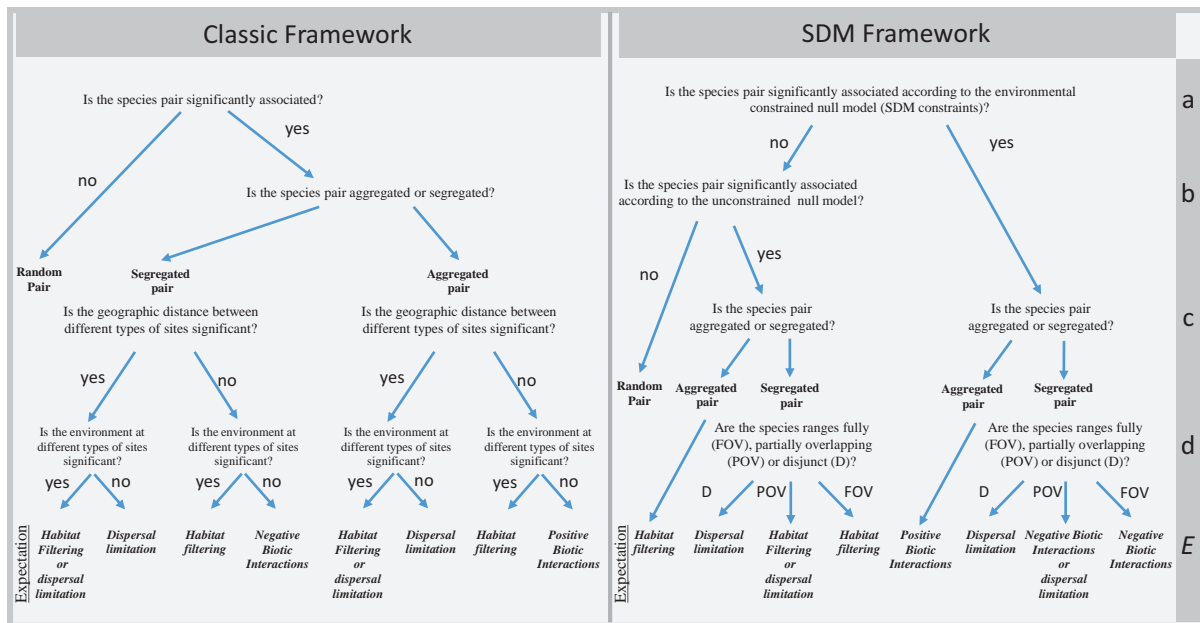 Classic Framework
Is the species pair significantly associated?
yes
no
Is the species pair aggregated or segregated?
Random
Pair
Segregated
pair
Aggregated
pair
Is the geographic distance between
different types of sites significant?
Is the geographic distance between
different types of sites significant?
yes
no
yes
no
Is the environment at
different types of sites
significant?
Is the environment at
different types of sites
significant?
Is the environment at
different types of sites
significant?
Is the environment at
different types of sites
significant?
yes
no
yes
no
yes
no
yes
no
Expectation
Habitat
Filtering
or
dispersal
limitation
Dispersal
limitation
Habitat
filtering
Negative
Biotic
Interactions
Habitat
Filtering
or
dispersal
limitation
Dispersal
limitation
Habitat
filtering
Positive
Biotic
Interactions
SDM Framework
Is the species pair significantly associated according to the environmental
constrained null model (SDM constraints)?
a
no
yes
Is the species pair significantly associated
according to the unconstrained null model?
b
no
yes
Is the species pair
aggregated or segregated?
Is the species pair
aggregated or segregated?
c
Random
Pair
Aggregated
pair
Segregated
pair
Aggregated
pair
Segregated
pair
Are the species ranges fully
(FOV), partially overlapping
(POV) or disjunct (D)?
Are the species ranges fully
(FOV), partially overlapping
(POV) or disjunct (D)?
d
D
POV
FOV
D
POV
FOV
Expectation
Habitat
filtering
Dispersal
limitation
Habitat
Filtering or
dispersal
limitation
Habitat
filtering
Positive
Biotic
Interactions
Dispersal
limitation
Negative Biotic
Interactions
or
dispersal
limitation
Negative
Biotic
Interactions
E